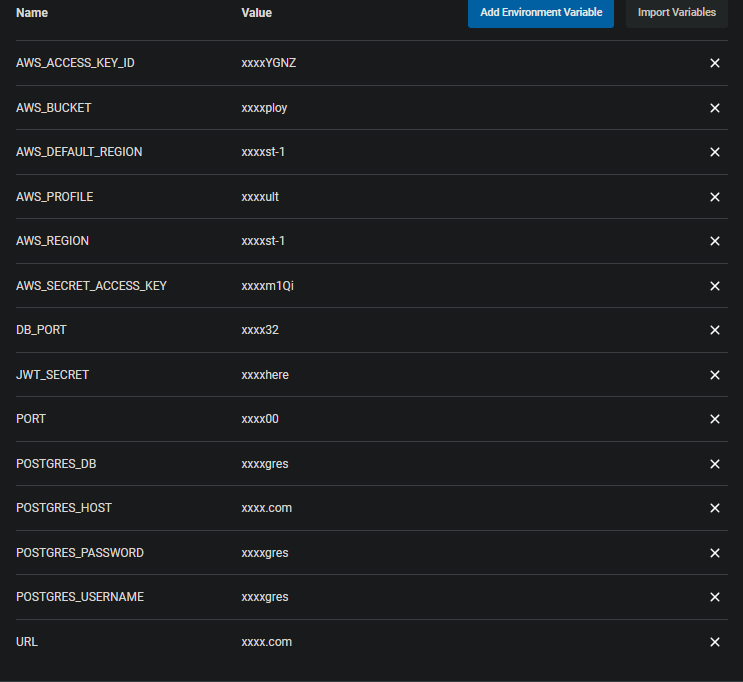 Name Value Add Environment Variable Import Variables
AWS_ACCESS_KEY_ID xxxxYGNZ
AWS_BUCKET xxxxploy
AWS_DEFAULT_REGION xxxxst-1
AWS_PROFILE xxxxult
AWS_REGION xxxxst-1
AWS_SECRET_ACCESS_KEY xxxxm1Qi
DB_PORT xxxx32
JWT_SECRET xxxxhere
PORT xxxx00
POSTGRES_DB xxxxgres
POSTGRES_HOST xxxx.com
POSTGRES_PASSWORD xxxxgres
POSTGRES_USERNAME xxxxgres
URL xxxx.com